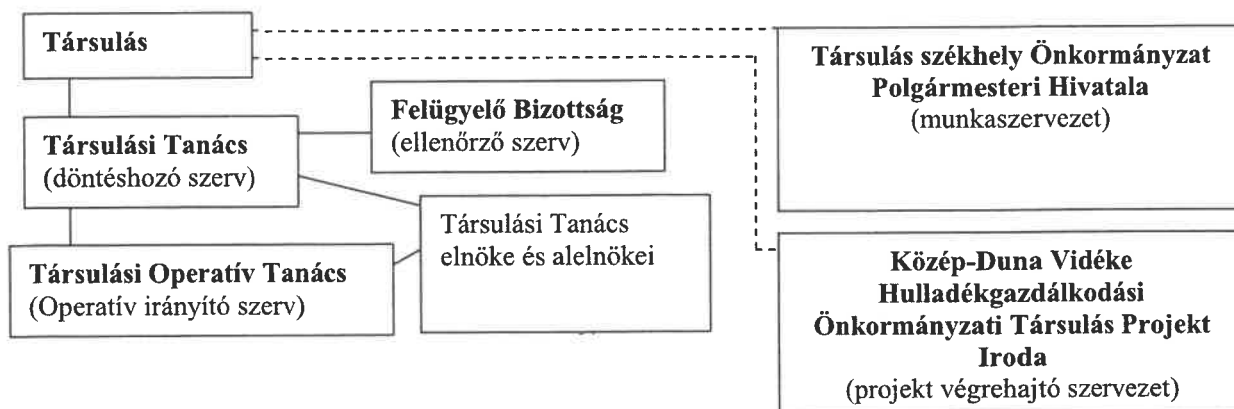 Társulás
Társulási Tanács
(döntéshozó szerv)
Társulási Operatív Tanács
(Operatív irányító szerv)
Felügyelő Bizottság
(ellenőrző szerv)
Társulási Tanács
elnöke és alelnökei
Társulás székhely Önkormányzat
Polgármesteri Hivatala
(munkaszervezet)
Közép-Duna Vidéke
Hulladékgazdálkodási
Önkormányzati Társulás Projekt
Iroda
(projekt végrehajtó szervezet)